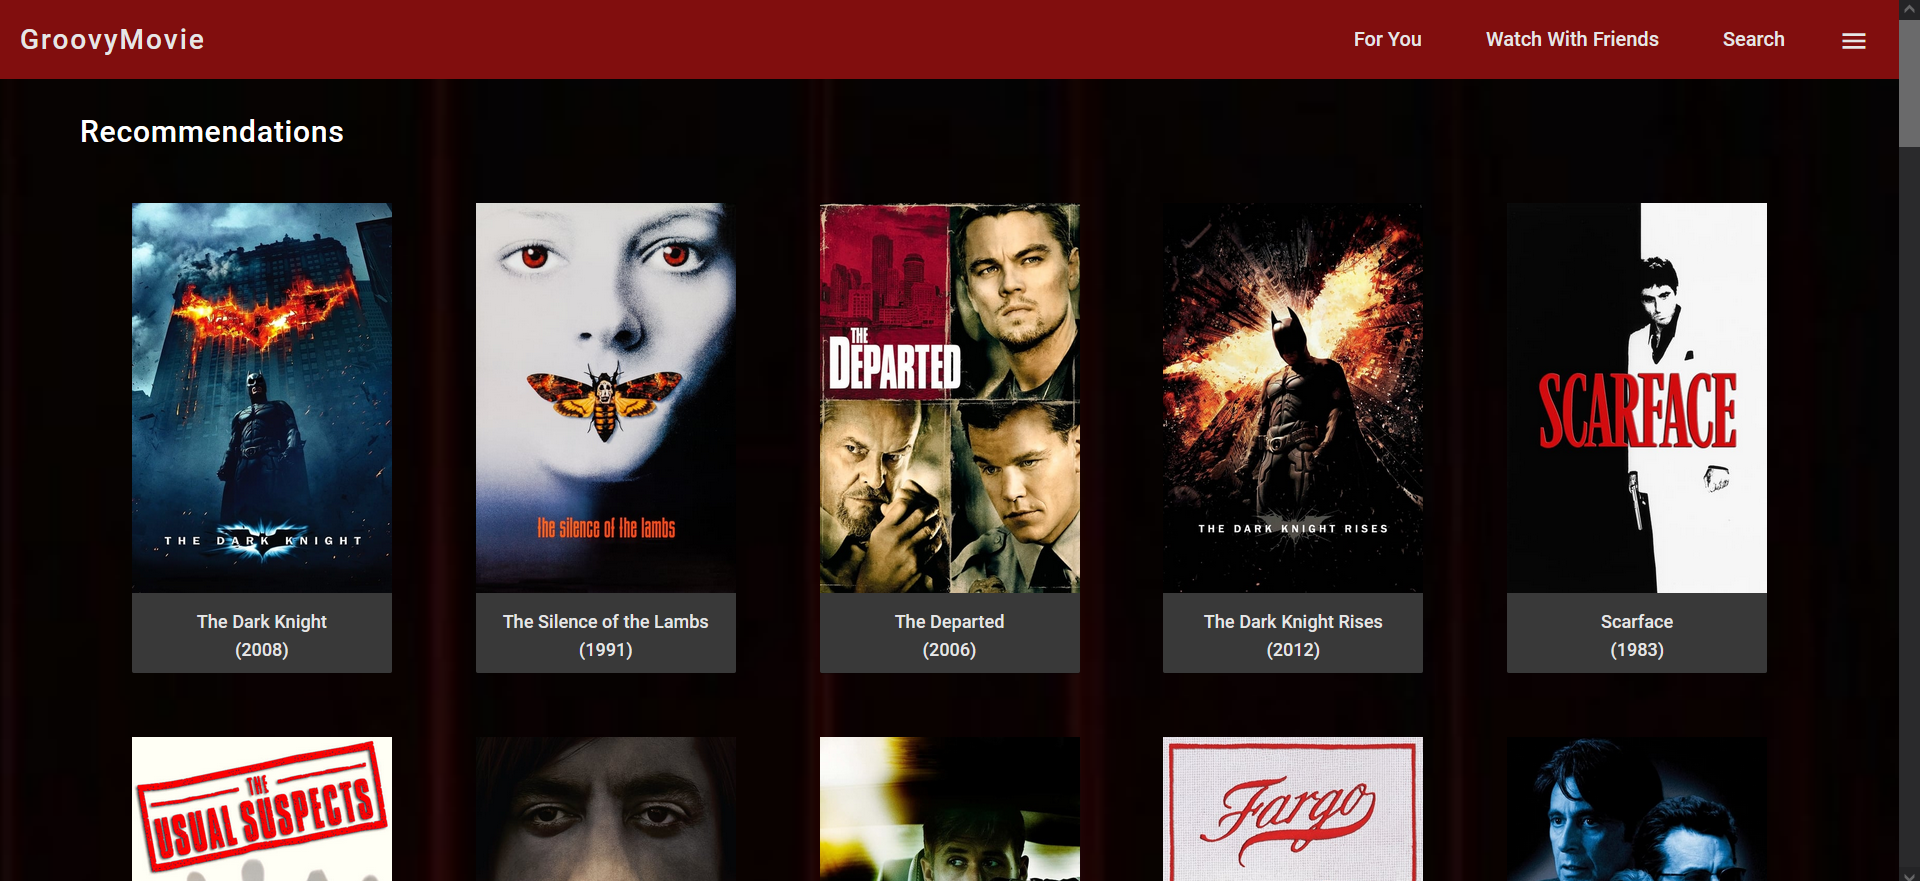 GroovyMovie
For You
Watch With Friends
Search
Recommendations
THE DARK KNIGHT
the silence of the lambs
THE
DEPARTED
THE DARK KNIGHT RISES
SCARFACE
The Dark Knight
(2008)
The Silence of the Lambs
(1991)
The Departed
(2006)
The Dark Knight Rises
(2012)
Scarface
(1983)
THE
USUAL SUSPECTS
Fargo